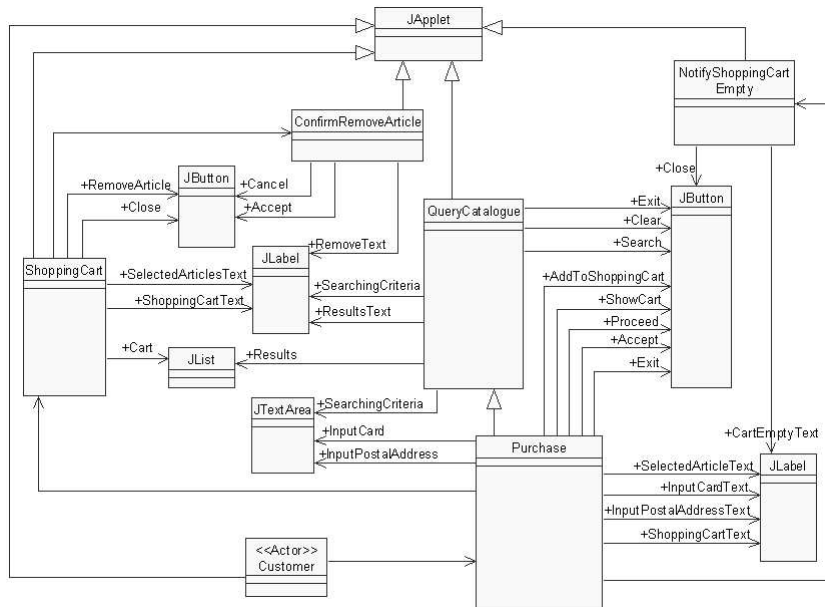 JApplet
NotifyShoppingCart
Empty
ConfirmRemoveArticle
JButton
+RemoveArticle
+Cancel
+Close
+Accept
+Close
JButton
QueryCatalogue
+Exit
+Clear
+Search
+RemoveText
JLabel
ShoppingCart
+SelectedArticlesText
+SearchingCriteria
+AddToShoppingCart
+ShoppingCartText
+ResultsText
+ShowCart
+Proceed
+Accept
+Cart
JList
+Results
+Exit
JTextArea
+SearchingCriteria
+InputCard
+InputPostalAddress
Purchase
+CartEmptyText
JLabel
+SelectedArticleText
+InputCardText
+InputPostalAddressText
+ShoppingCartText
<<Actor>>
Customer